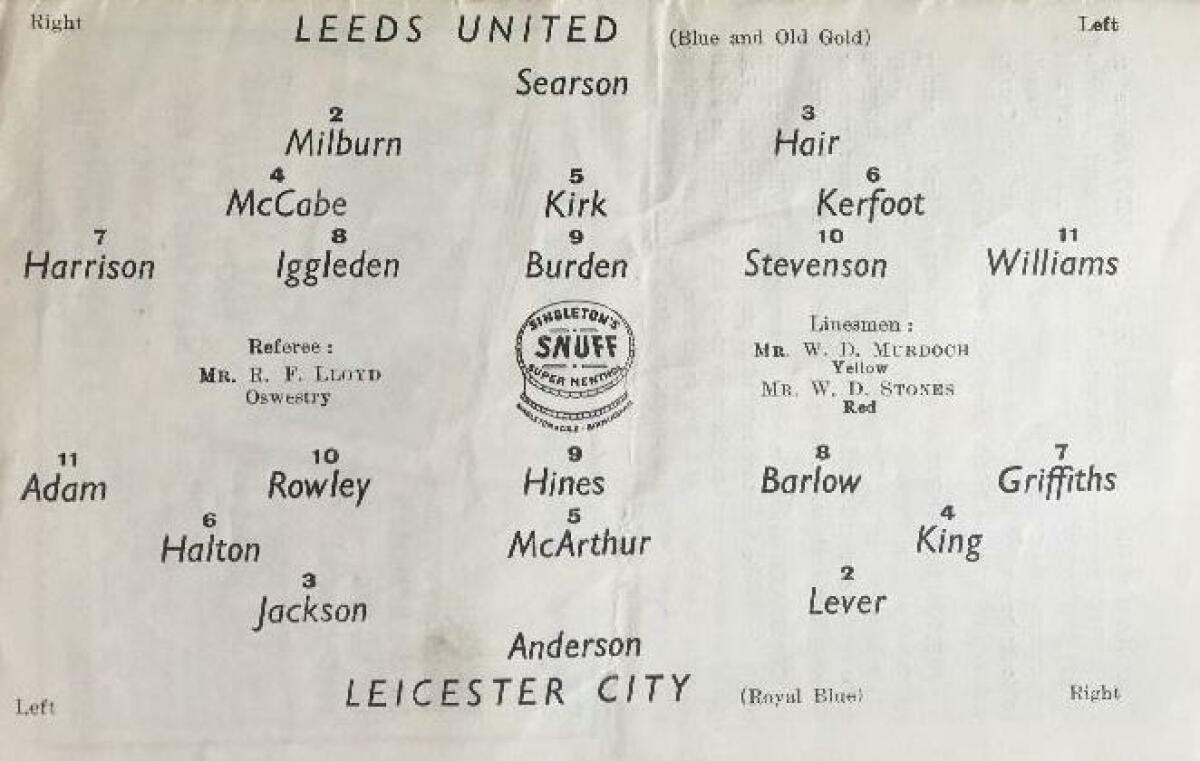 Right LEEDS UNITED (Blue and Old Gold) Left
Searson
2 3
Milburn Hair
4 5 6
McCabe Kirk Kerfoot
7 8 9 10 11
Harrison Iggleden Burden Stevenson Williams
Referee :
MR. R. F. LLOYD
Oswestry
SINGLETON'S
SNUFF
SUPER MENTHOL
Linesmen :
MR. W. D. MURDOCH
Yellow
MR. W. D. STONES
Red
11 10 9 8 7
Adam Rowley Hines Barlow Griffiths
6 5 4
Halton McArthur King
3 2
Jackson Lever
Anderson
Left LEICESTER CITY (Royal Blue) Right